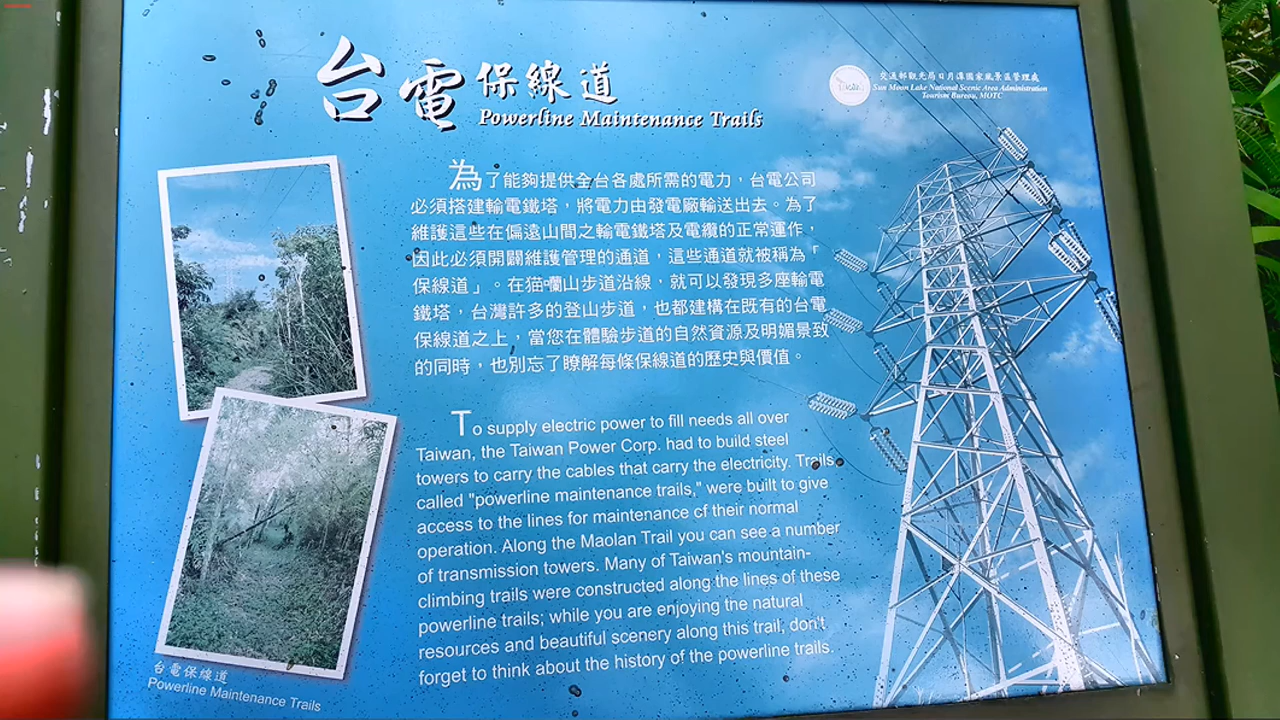 台電保線道
Powerline Maintenance Trails
交通部觀光局日月潭國家風景區管理處
Sun Moon Lake National Scenic Area Administration
Tourism Bureau, MOTC
為了能夠提供全台各處所需的電力，台電公司
必須搭建輸電鐵塔，將電力由發電廠輸送出去。為了
維護這些在偏遠山間之輸電鐵塔及電纜的正常運作，
因此必須開闢維護管理的通道，這些通道就被稱為「
保線道」。在猫囒山步道沿線，就可以發現多座輸電
鐵塔，台灣許多的登山步道，也都建構在既有的台電
保線道之上，當您在體驗步道的自然資源及明媚景致
的同時，也別忘了瞭解每條保線道的歷史與價值。
To supply electric power to fill needs all over
Taiwan, the Taiwan Power Corp. had to build steel
towers to carry the cables that carry the electricity. Trails,
called "powerline maintenance trails," were built to give
access to the lines for maintenance of their normal
operation. Along the Maolan Trail you can see a number
of transmission towers. Many of Taiwan's mountain-
climbing trails were constructed along the lines of these
powerline trails; while you are enjoying the natural
resources and beautiful scenery along this trail, don't
forget to think about the history of the powerline trails.
台電保線道
Powerline Maintenance Trails